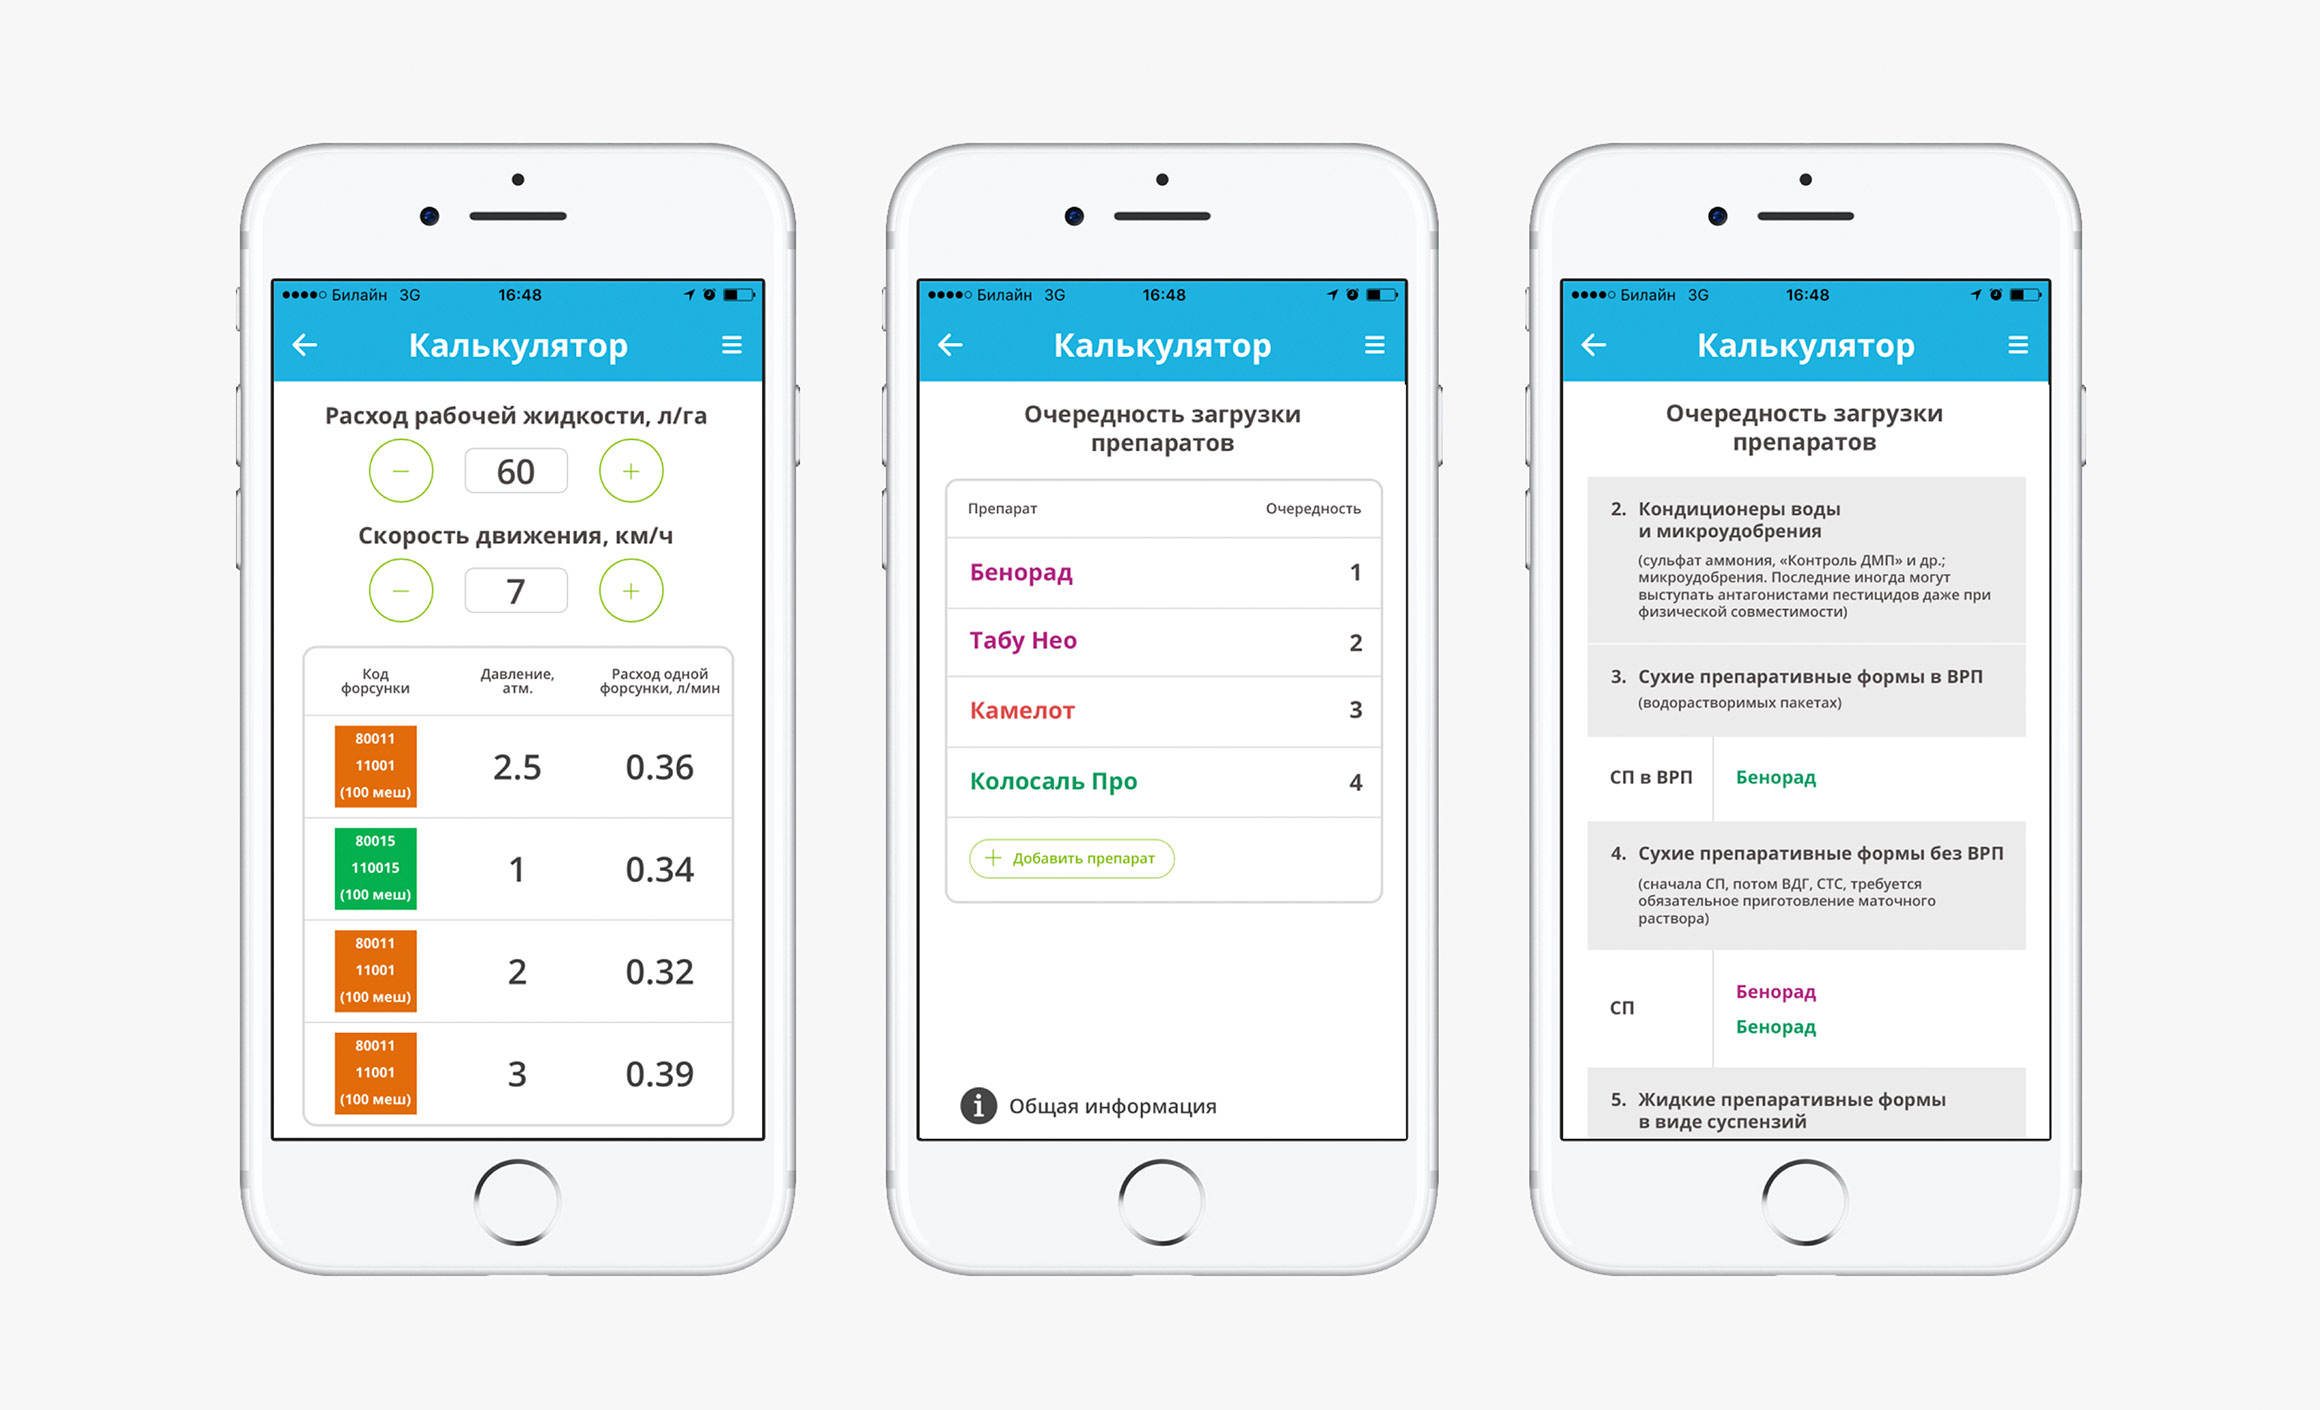 Билайн 3G 16:48
Калькулятор
Расход рабочей жидкости, л/га
− 60 +
Скорость движения, км/ч
− 7 +
Код
форсунки
Давление,
атм.
Расход одной
форсунки, л/мин
80011
11001
(100 меш)
2.5
0.36
80015
110015
(100 меш)
1
0.34
80011
11001
(100 меш)
2
0.32
80011
11001
(100 меш)
3
0.39
Билайн 3G 16:48
Калькулятор
Очередность загрузки
препаратов
Препарат Очередность
Бенорад 1
Табу Нео 2
Камелот 3
Колосаль Про 4
+ Добавить препарат
i Общая информация
Билайн 3G 16:48
Калькулятор
Очередность загрузки
препаратов
2. Кондиционеры воды
и микроудобрения
(сульфат аммония, «Контроль ДМП» и др.;
микроудобрения. Последние иногда могут
выступать антагонистами пестицидов даже при
физической совместимости)
3. Сухие препаративные формы в ВРП
(водорастворимых пакетах)
СП в ВРП Бенорад
4. Сухие препаративные формы без ВРП
(сначала СП, потом ВДГ, СТС, требуется
обязательное приготовление маточного
раствора)
СП
Бенорад
Бенорад
5. Жидкие препаративные формы
в виде суспензий